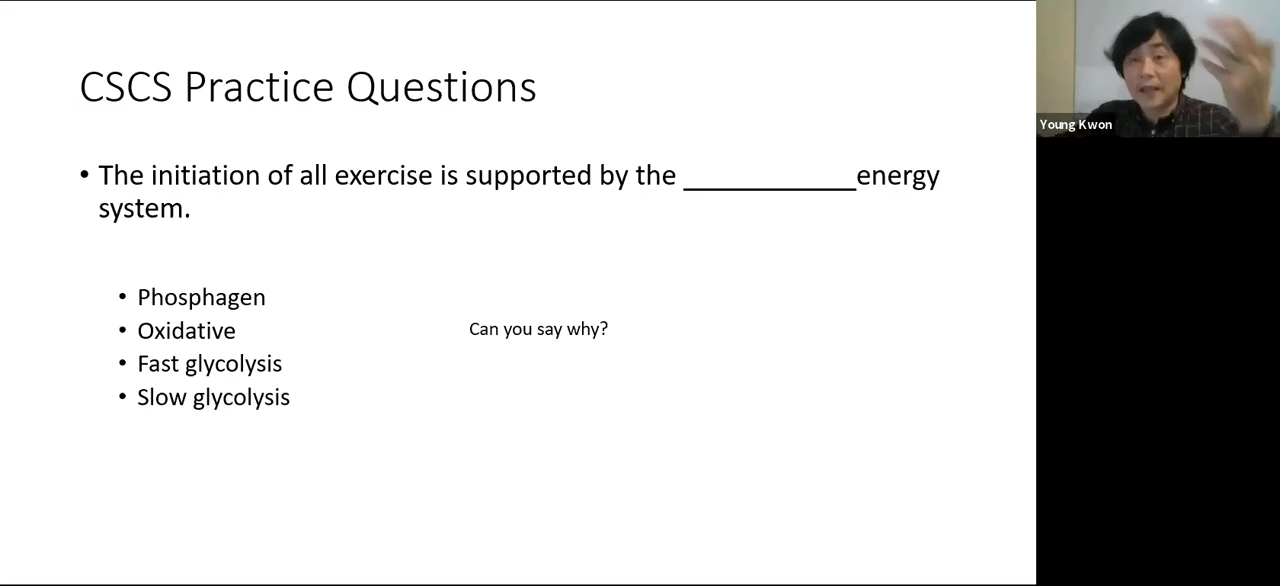 CSCS Practice Questions
• The initiation of all exercise is supported by the ____________energy
system.
• Phosphagen
• Oxidative
Can you say why?
• Fast glycolysis
• Slow glycolysis
Young Kwon